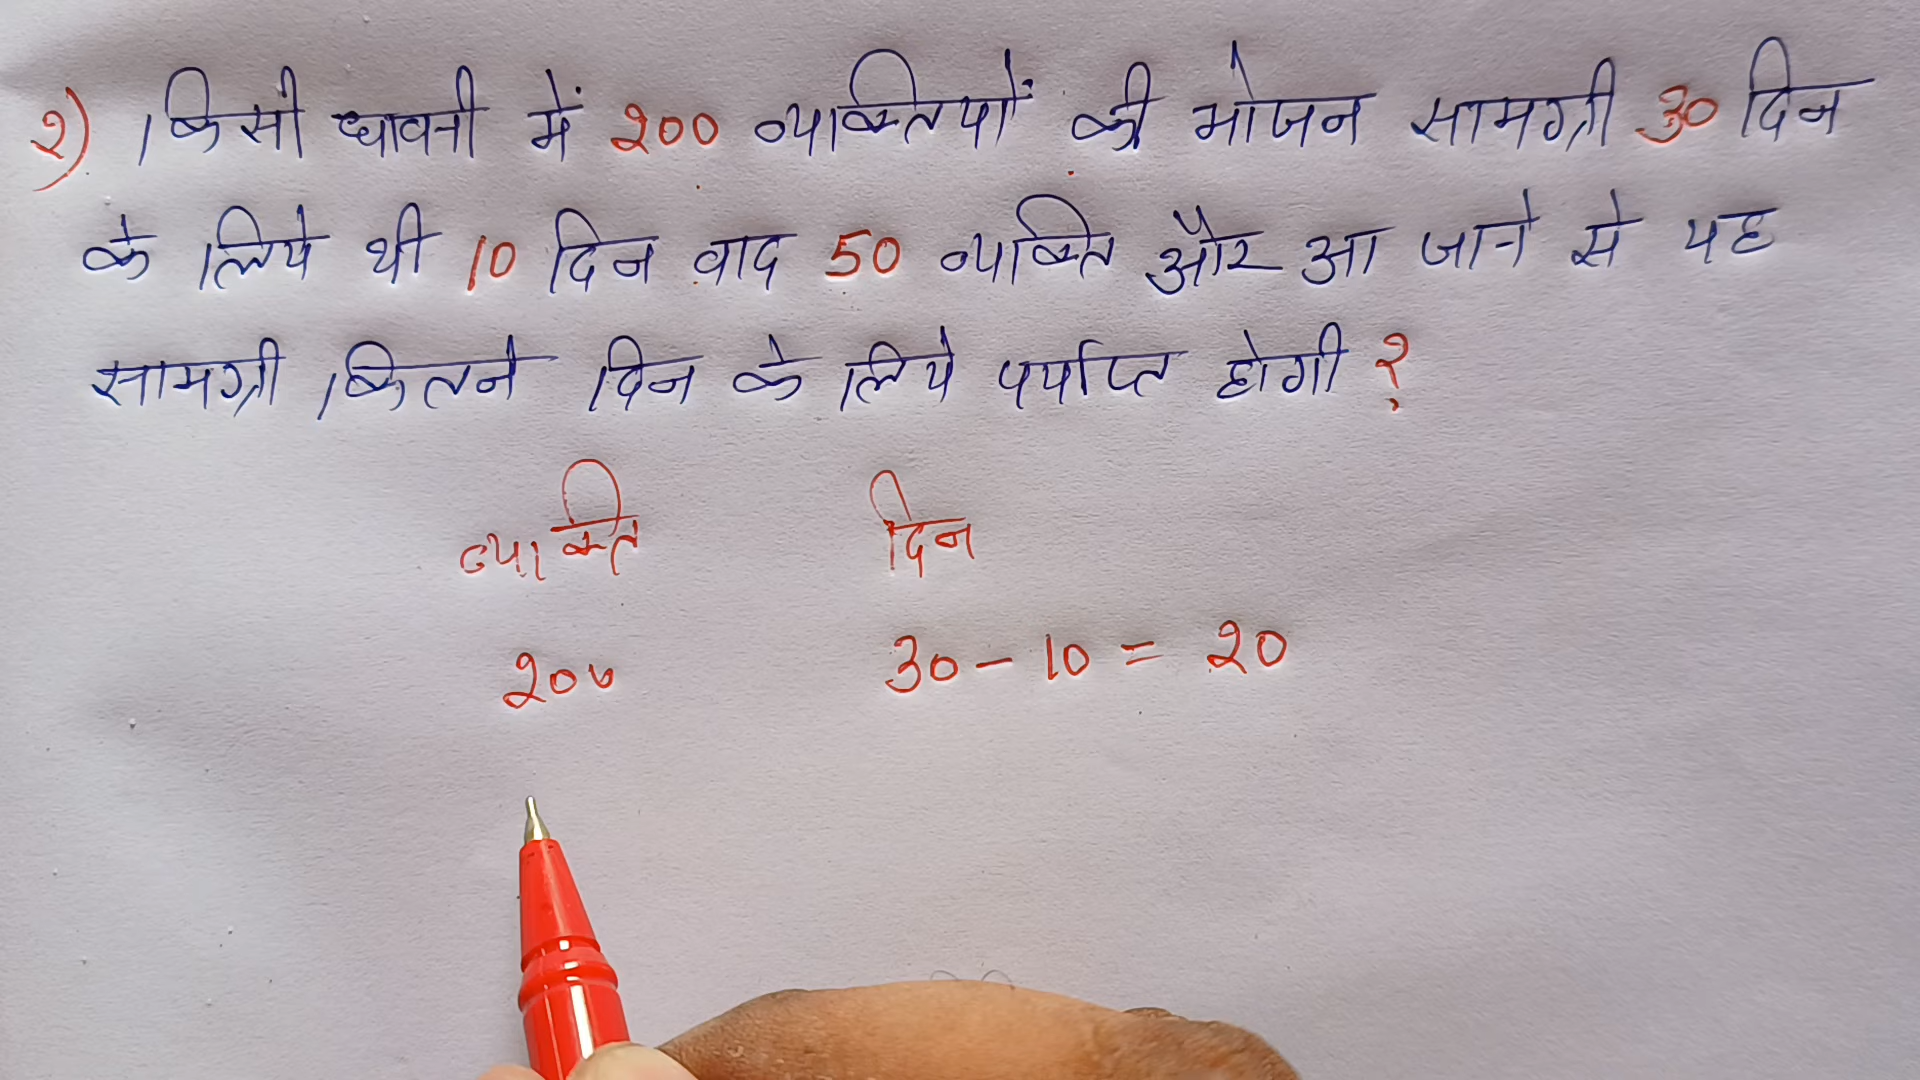 २) किसी छावनी में 200 व्यक्तियों की भोजन सामग्री 30 दिन
के लिये थी 10 दिन वाद 50 व्यक्ति और आ जाने से यह
सामग्री कितने दिन के लिये पर्याप्त होगी ?
व्यक्ति दिन
200 30 - 10 = 20